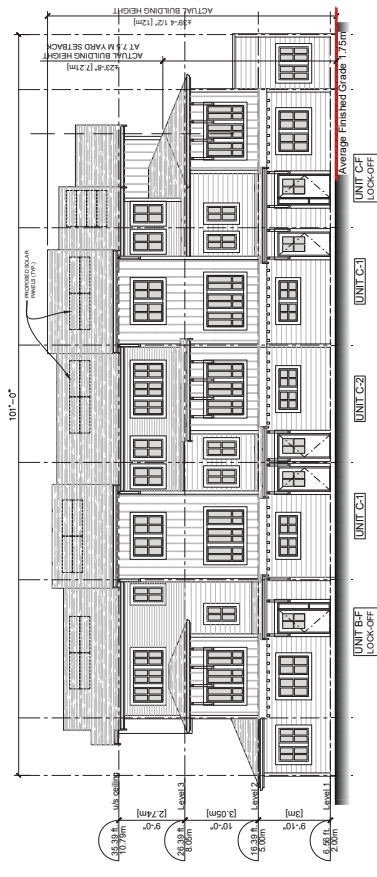 101'-0"
PROPOSED SOLAR
PANELS (TYP.)
±39'-4 1/2" [12m]
ACTUAL BUILDING HEIGHT
±23'-8" [7.21m]
ACTUAL BUILDING HEIGHT
AT 7.5 M YARD SETBACK
Average Finished Grade 1.75m
u/s ceiling
35.39 ft.
10.79m
9'-0"
[2.74m]
Level 3
26.39 ft.
8.05m
10'-0"
[3.05m]
Level 2
16.39 ft.
5.00m
9'-10"
[3m]
Level 1
6.56 ft.
2.00m
UNIT B-F
LOCK-OFF
UNIT C-1
UNIT C-2
UNIT C-1
UNIT C-F
LOCK-OFF